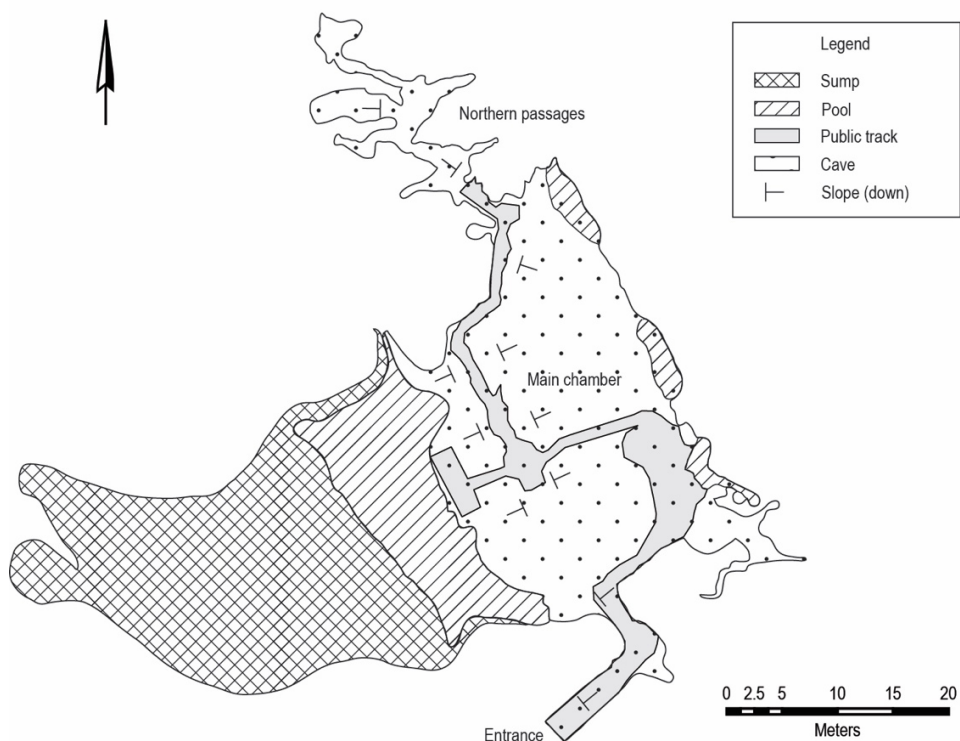 Legend
Sump
Pool
Public track
Cave
Slope (down)
Northern passages
Main chamber
Entrance
0 2.5 5 10 15 20
Meters